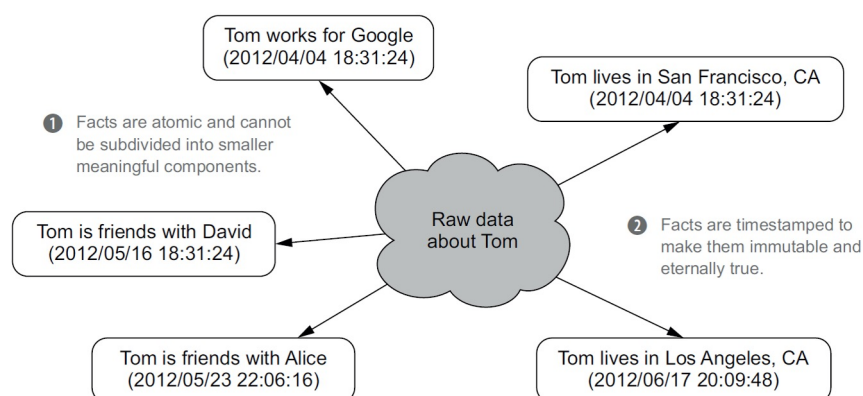 Tom works for Google
(2012/04/04 18:31:24)
Tom lives in San Francisco, CA
(2012/04/04 18:31:24)
1 Facts are atomic and cannot
be subdivided into smaller
meaningful components.
Raw data
about Tom
Tom is friends with David
(2012/05/16 18:31:24)
2 Facts are timestamped to
make them immutable and
eternally true.
Tom is friends with Alice
(2012/05/23 22:06:16)
Tom lives in Los Angeles, CA
(2012/06/17 20:09:48)